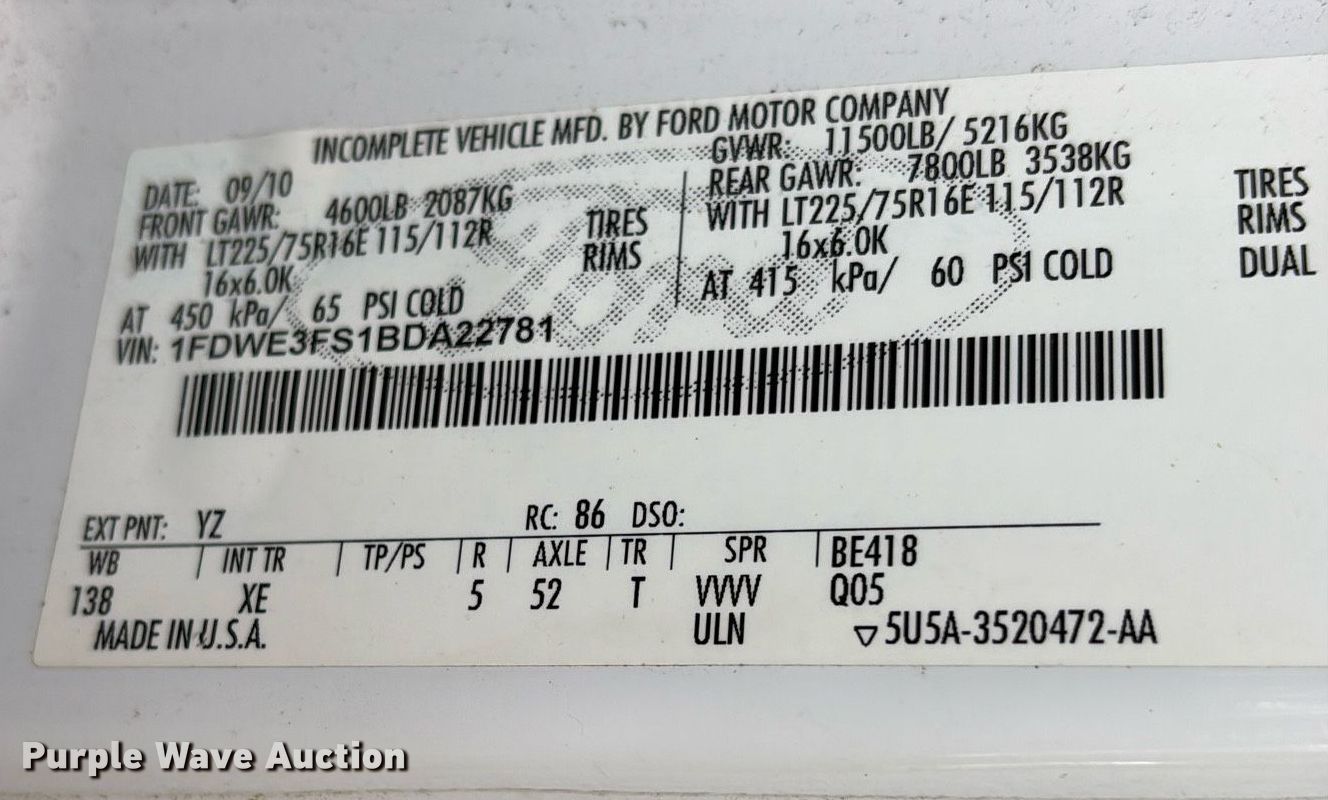 INCOMPLETE VEHICLE MFD. BY FORD MOTOR COMPANY
DATE: 09/10
FRONT GAWR: 4600LB 2087KG
WITH LT225/75R16E 115/112R TIRES
16x6.0K RIMS
AT 450 kPa/ 65 PSI COLD
GVWR: 11500LB/ 5216KG
REAR GAWR: 7800LB 3538KG
WITH LT225/75R16E 115/112R TIRES
16x6.0K RIMS
AT 415 kPa/ 60 PSI COLD DUAL
VIN: 1FDWE3FS1BDA22781
EXT PNT: YZ RC: 86 DSO:
WB INT TR TP/PS R AXLE TR SPR BE418
138 XE 5 52 T VVVV Q05
MADE IN U.S.A. ULN ▽5U5A-3520472-AA
Purple Wave Auction